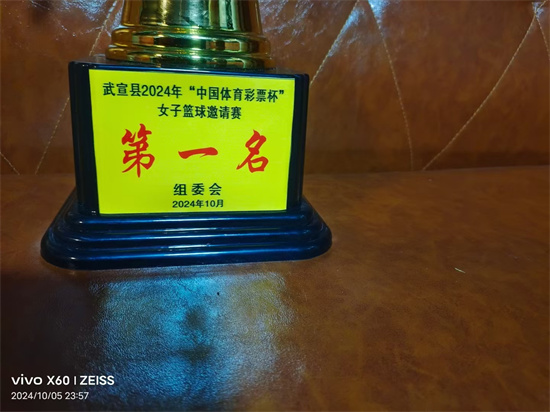 武宣县2024年“中国体育彩票杯”
女子篮球邀请赛
第一名
组委会
2024年10月
vivo X60 | ZEISS
2024/10/05 23:57